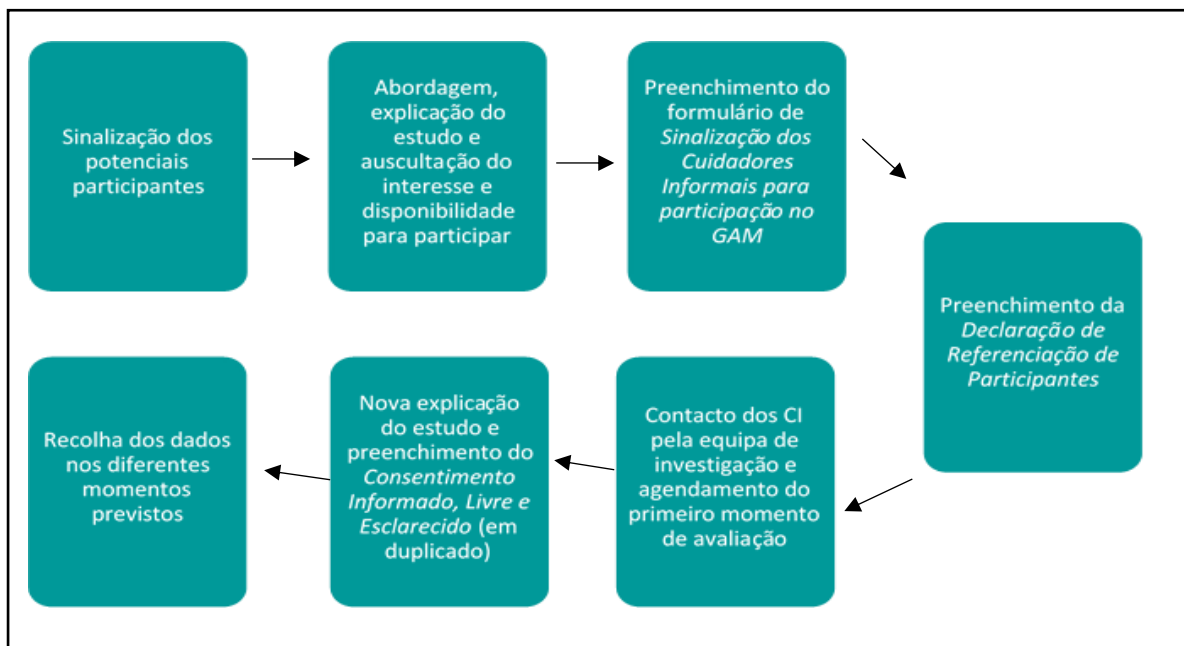 Sinalização dos
potenciais
participantes
Abordagem,
explicação do
estudo e
auscultação do
interesse e
disponibilidade
para participar
Preenchimento do
formulário de
Sinalização dos
Cuidadores
Informais para
participação no
GAM
Preenchimento da
Declaração de
Referenciação de
Participantes
Contacto dos CI
pela equipa de
investigação e
agendamento do
primeiro momento
de avaliação
Nova explicação
do estudo e
preenchimento do
Consentimento
Informado, Livre e
Esclarecido (em
duplicado)
Recolha dos dados
nos diferentes
momentos
previstos